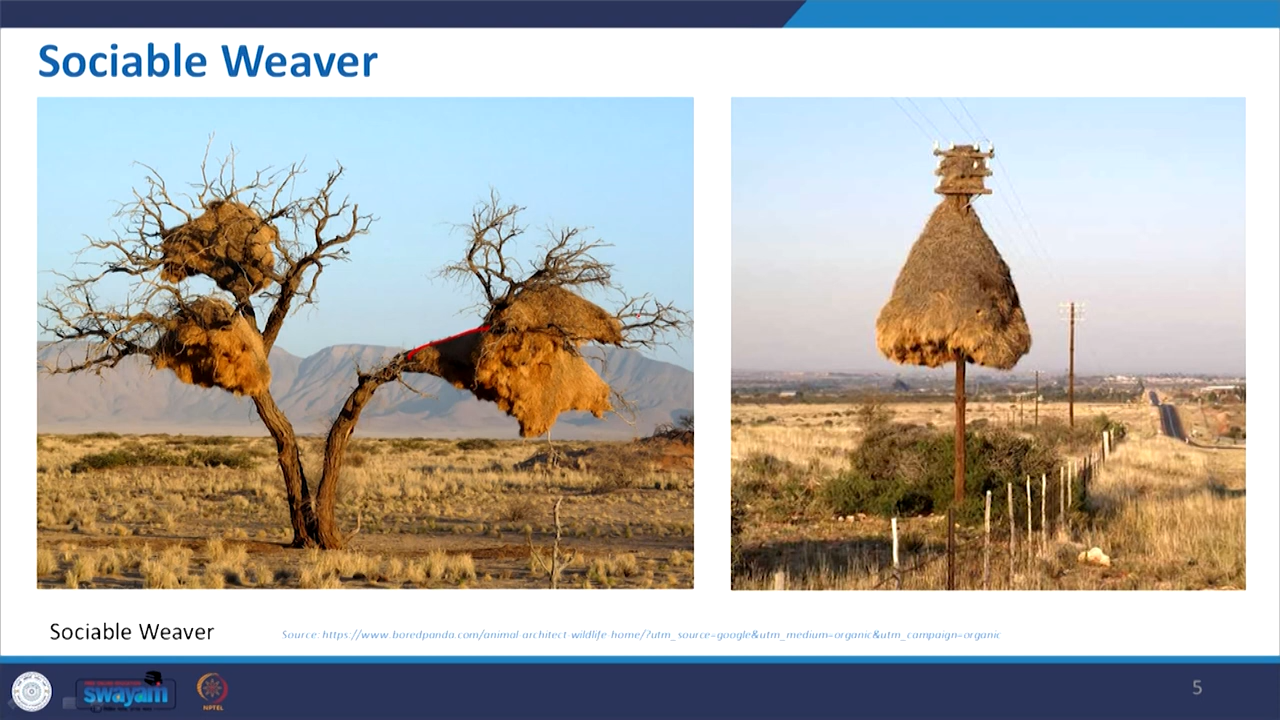 Sociable Weaver
Sociable Weaver
Source: https://www.boredpanda.com/animal-architect-wildlife-home/?utm_source=google&utm_medium=organic&utm_campaign=organic
swayam
NPTEL
5